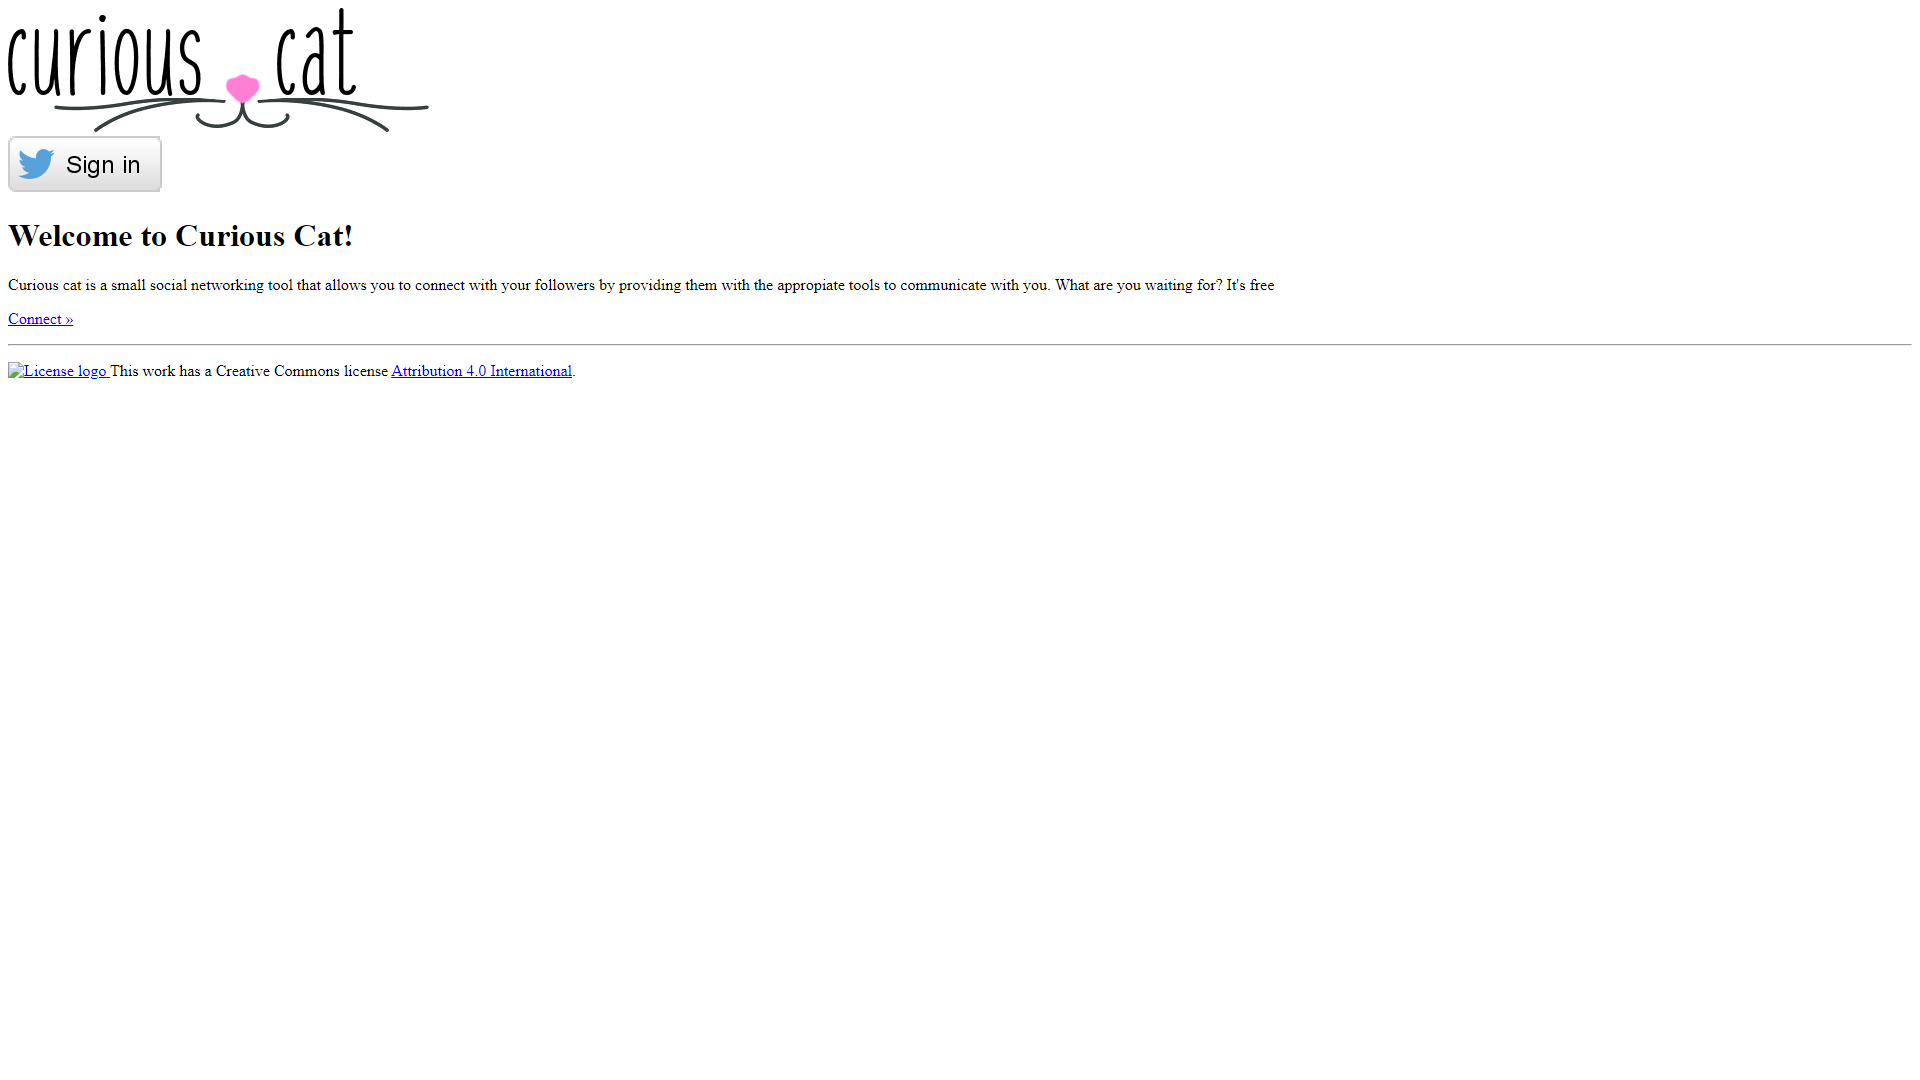 curious cat
Sign in
Welcome to Curious Cat!
Curious cat is a small social networking tool that allows you to connect with your followers by providing them with the appropiate tools to communicate with you. What are you waiting for? It's free
Connect »
License logo This work has a Creative Commons license Attribution 4.0 International.